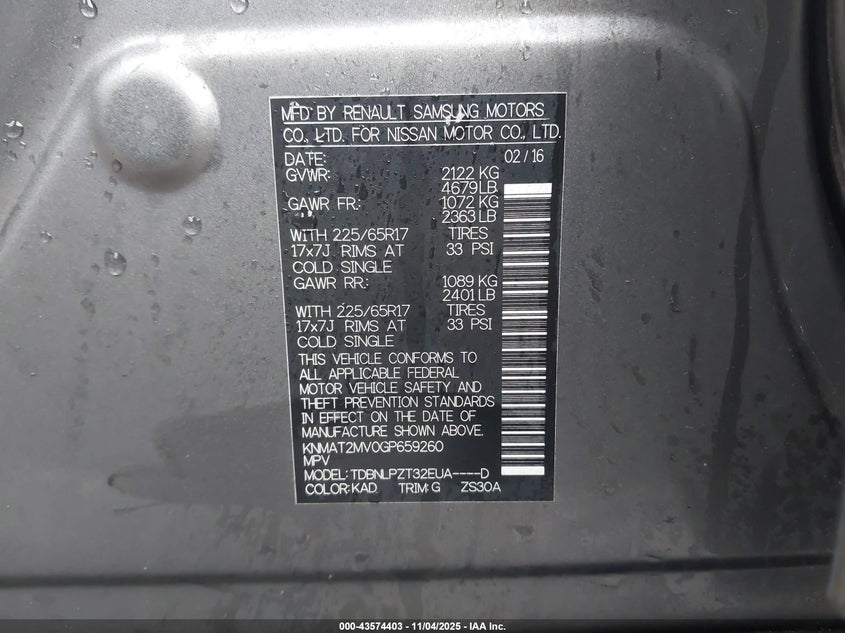 MFD BY RENAULT SAMSUNG MOTORS
CO., LTD. FOR NISSAN MOTOR CO., LTD.
DATE: 02/16
GVWR: 2122 KG
4679LB
GAWR FR: 1072 KG
2363 LB
WITH 225/65R17 TIRES
17x7J RIMS AT 33 PSI
COLD SINGLE
GAWR RR: 1089 KG
2401LB
WITH 225/65R17 TIRES
17x7J RIMS AT 33 PSI
COLD SINGLE
THIS VEHICLE CONFORMS TO
ALL APPLICABLE FEDERAL
MOTOR VEHICLE SAFETY AND
THEFT PREVENTION STANDARDS
IN EFFECT ON THE DATE OF
MANUFACTURE SHOWN ABOVE.
KNMAT2MV0GP659260
MPV
MODEL: TDBNLPZT32EUA----D
COLOR: KAD TRIM: G ZS30A
000-43574403 - 11/04/2025 - IAA Inc.